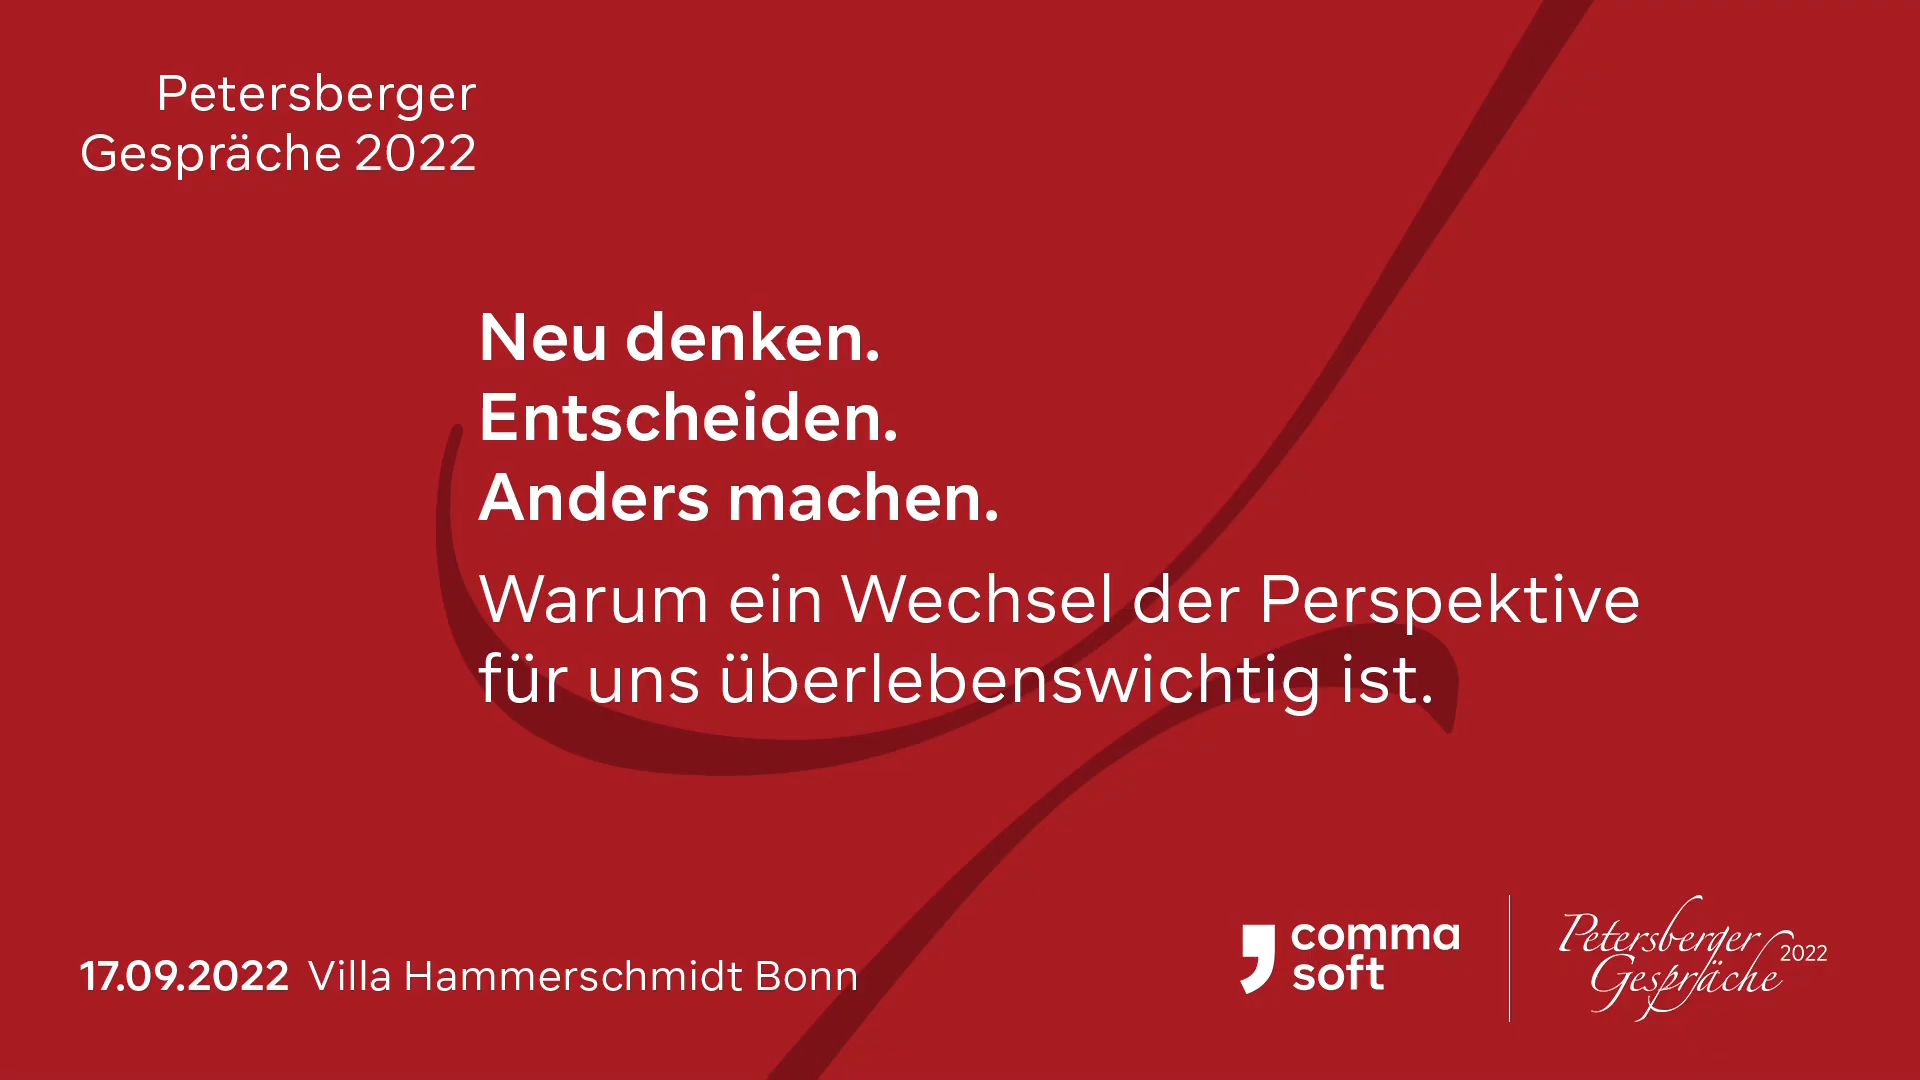 Petersberger
Gespräche 2022
Neu denken.
Entscheiden.
Anders machen.
Warum ein Wechsel der Perspektive
für uns überlebenswichtig ist.
17.09.2022 Villa Hammerschmidt Bonn
comma
soft
Petersberger
Gespräche 2022